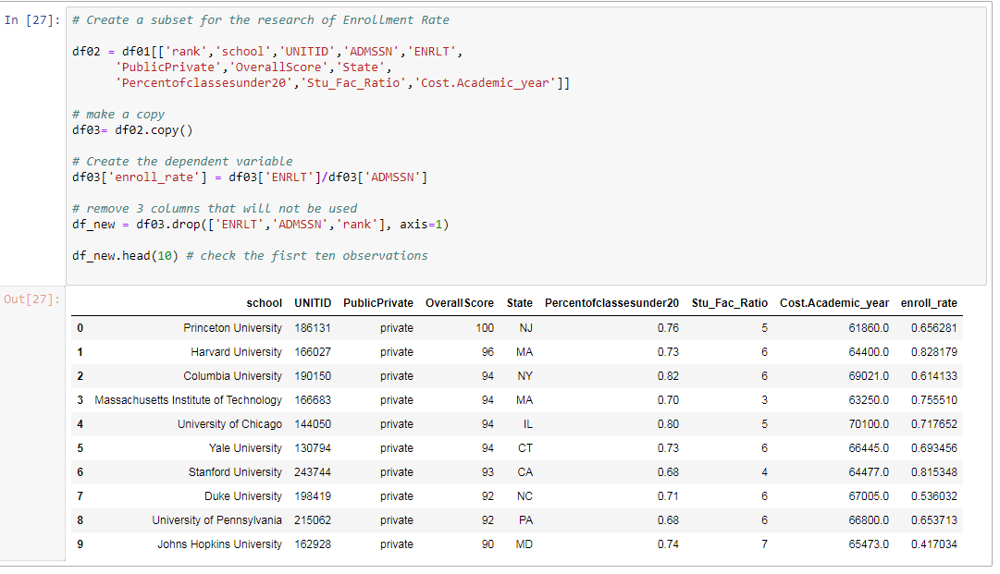 In [27]: # Create a subset for the research of Enrollment Rate
df02 = df01[['rank','school','UNITID','ADMSSN','ENRLT',
'PublicPrivate','OverallScore','State',
'Percentofclassesunder20','Stu_Fac_Ratio','Cost.Academic_year']]
# make a copy
df03= df02.copy()
# Create the dependent variable
df03['enroll_rate'] = df03['ENRLT']/df03['ADMSSN']
# remove 3 columns that will not be used
df_new = df03.drop(['ENRLT','ADMSSN','rank'], axis=1)
df_new.head(10) # check the fisrt ten observations
Out[27]:
school UNITID PublicPrivate OverallScore State Percentofclassesunder20 Stu_Fac_Ratio Cost.Academic_year enroll_rate
0 Princeton University 186131 private 100 NJ 0.76 5 61860.0 0.656281
1 Harvard University 166027 private 96 MA 0.73 6 64400.0 0.828179
2 Columbia University 190150 private 94 NY 0.82 6 69021.0 0.614133
3 Massachusetts Institute of Technology 166683 private 94 MA 0.70 3 63250.0 0.755510
4 University of Chicago 144050 private 94 IL 0.80 5 70100.0 0.717652
5 Yale University 130794 private 94 CT 0.73 6 66445.0 0.693456
6 Stanford University 243744 private 93 CA 0.68 4 64477.0 0.815348
7 Duke University 198419 private 92 NC 0.71 6 67005.0 0.536032
8 University of Pennsylvania 215062 private 92 PA 0.68 6 66800.0 0.653713
9 Johns Hopkins University 162928 private 90 MD 0.74 7 65473.0 0.417034